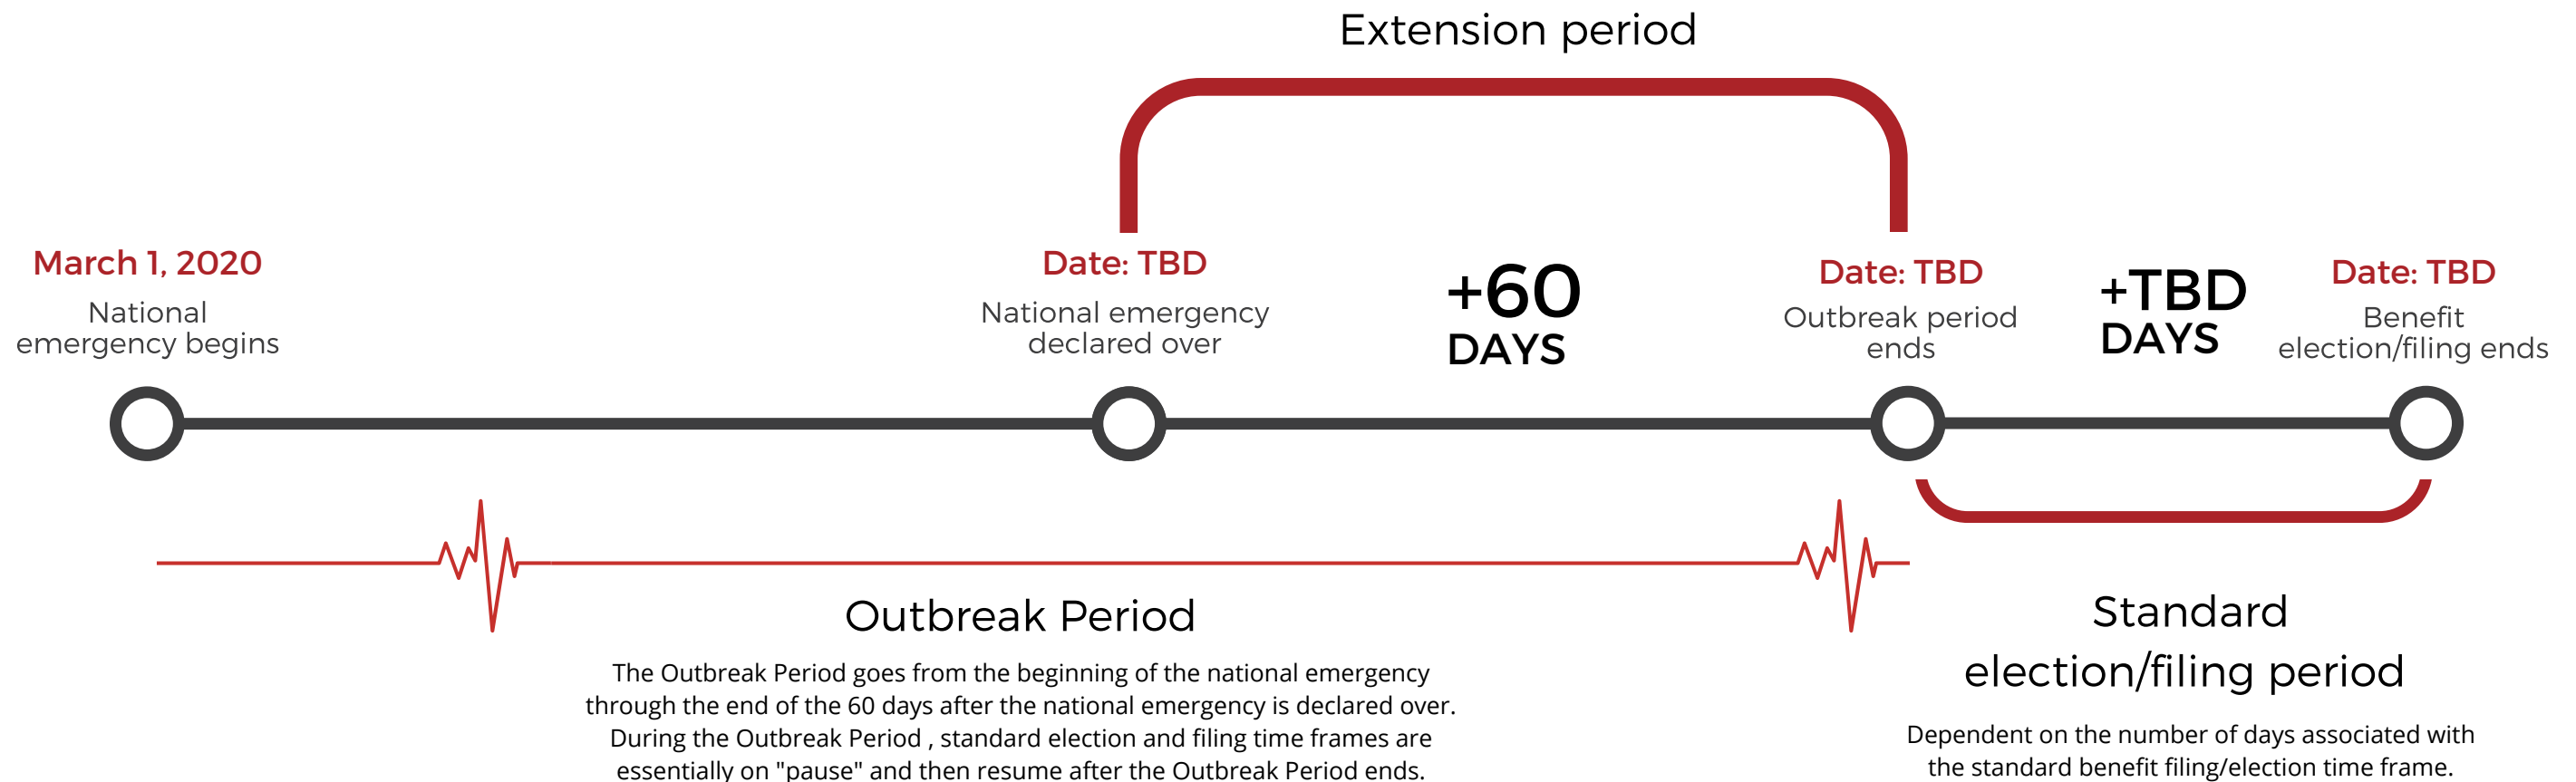 Extension period
March 1, 2020
National
emergency begins
Date: TBD
National emergency
declared over
+60
DAYS
Date: TBD
Outbreak period
ends
+TBD
DAYS
Date: TBD
Benefit
election/filing ends
Outbreak Period
The Outbreak Period goes from the beginning of the national emergency
through the end of the 60 days after the national emergency is declared over.
During the Outbreak Period , standard election and filing time frames are
essentially on "pause" and then resume after the Outbreak Period ends.
Standard
election/filing period
Dependent on the number of days associated with
the standard benefit filing/election time frame.